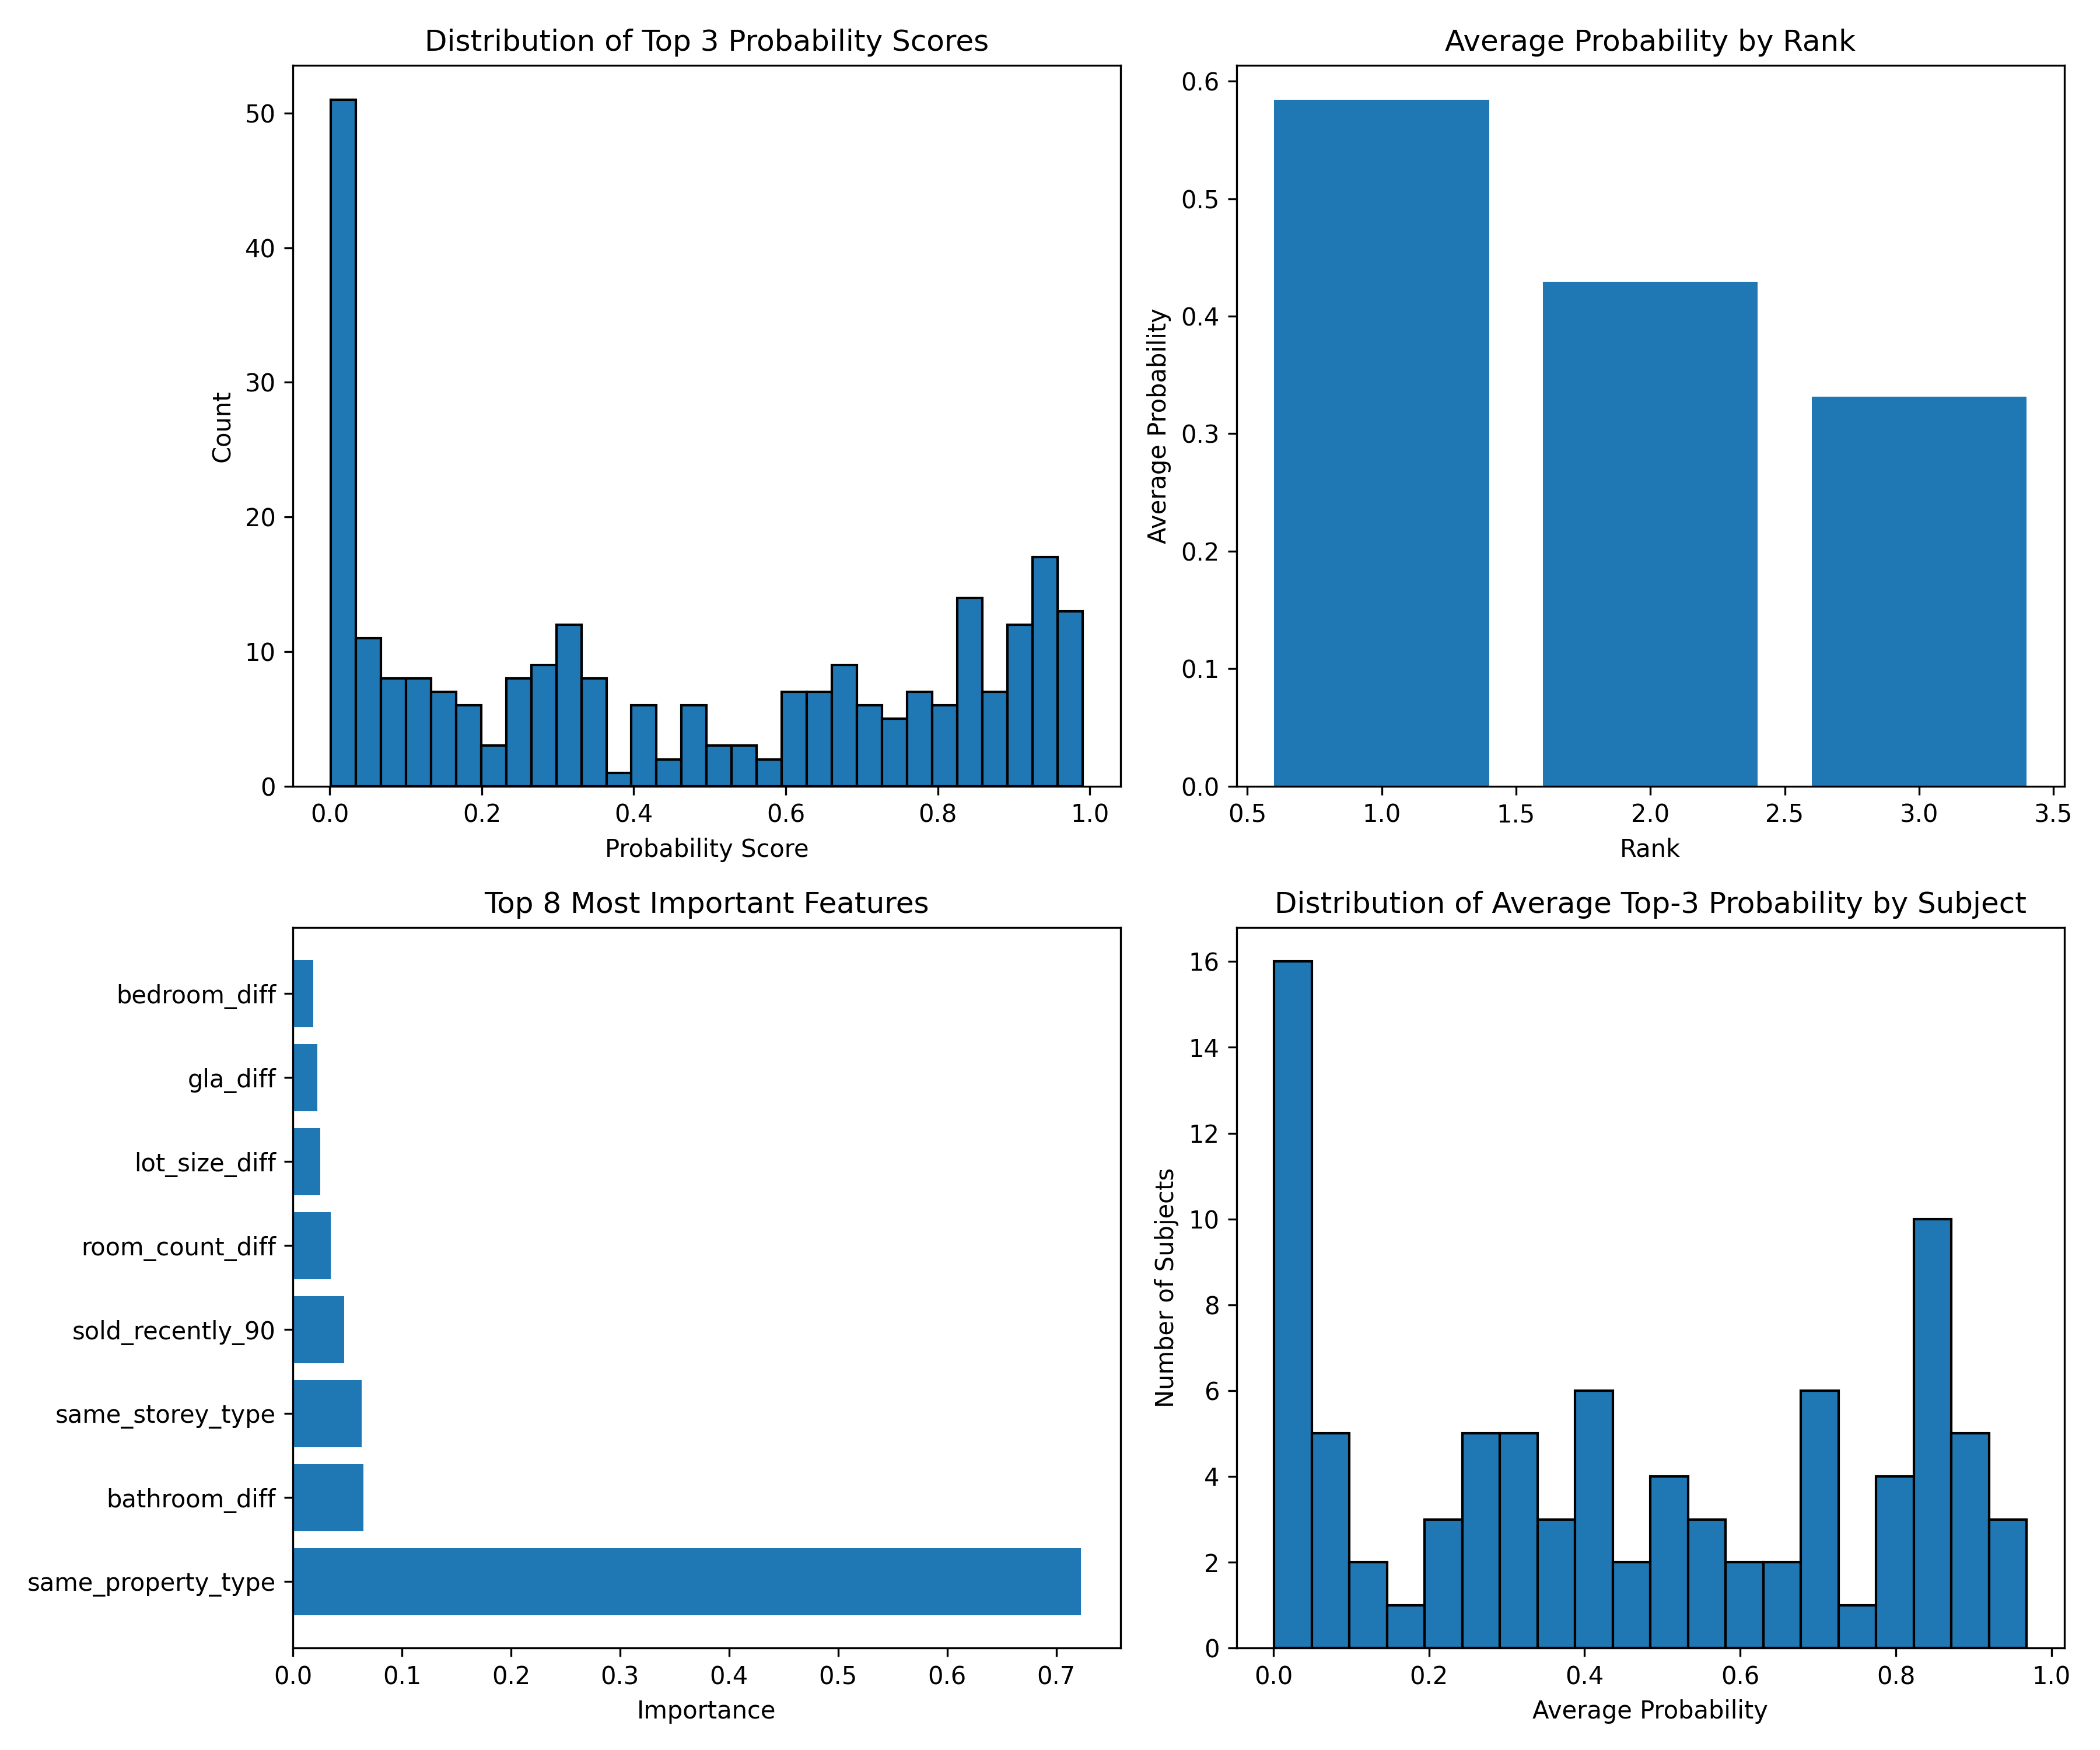 Distribution of Top 3 Probability Scores
Count
50
40
30
20
10
0
0.0 0.2 0.4 0.6 0.8 1.0
Probability Score
Average Probability by Rank
Average Probability
0.6
0.5
0.4
0.3
0.2
0.1
0.0
0.5 1.0 1.5 2.0 2.5 3.0 3.5
Rank
Top 8 Most Important Features
bedroom_diff
gla_diff
lot_size_diff
room_count_diff
sold_recently_90
same_storey_type
bathroom_diff
same_property_type
0.0 0.1 0.2 0.3 0.4 0.5 0.6 0.7
Importance
Distribution of Average Top-3 Probability by Subject
Number of Subjects
16
14
12
10
8
6
4
2
0
0.0 0.2 0.4 0.6 0.8 1.0
Average Probability